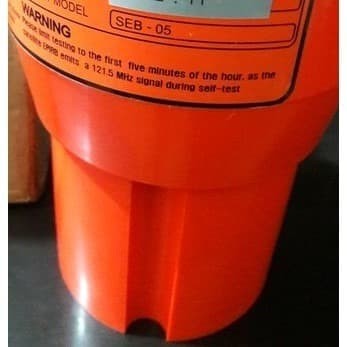 MODEL SEB - 05
WARNING
Please limit testing to the first five minutes of the hour. as the
satellite EPIRB emits a 121.5 MHz signal during self-test